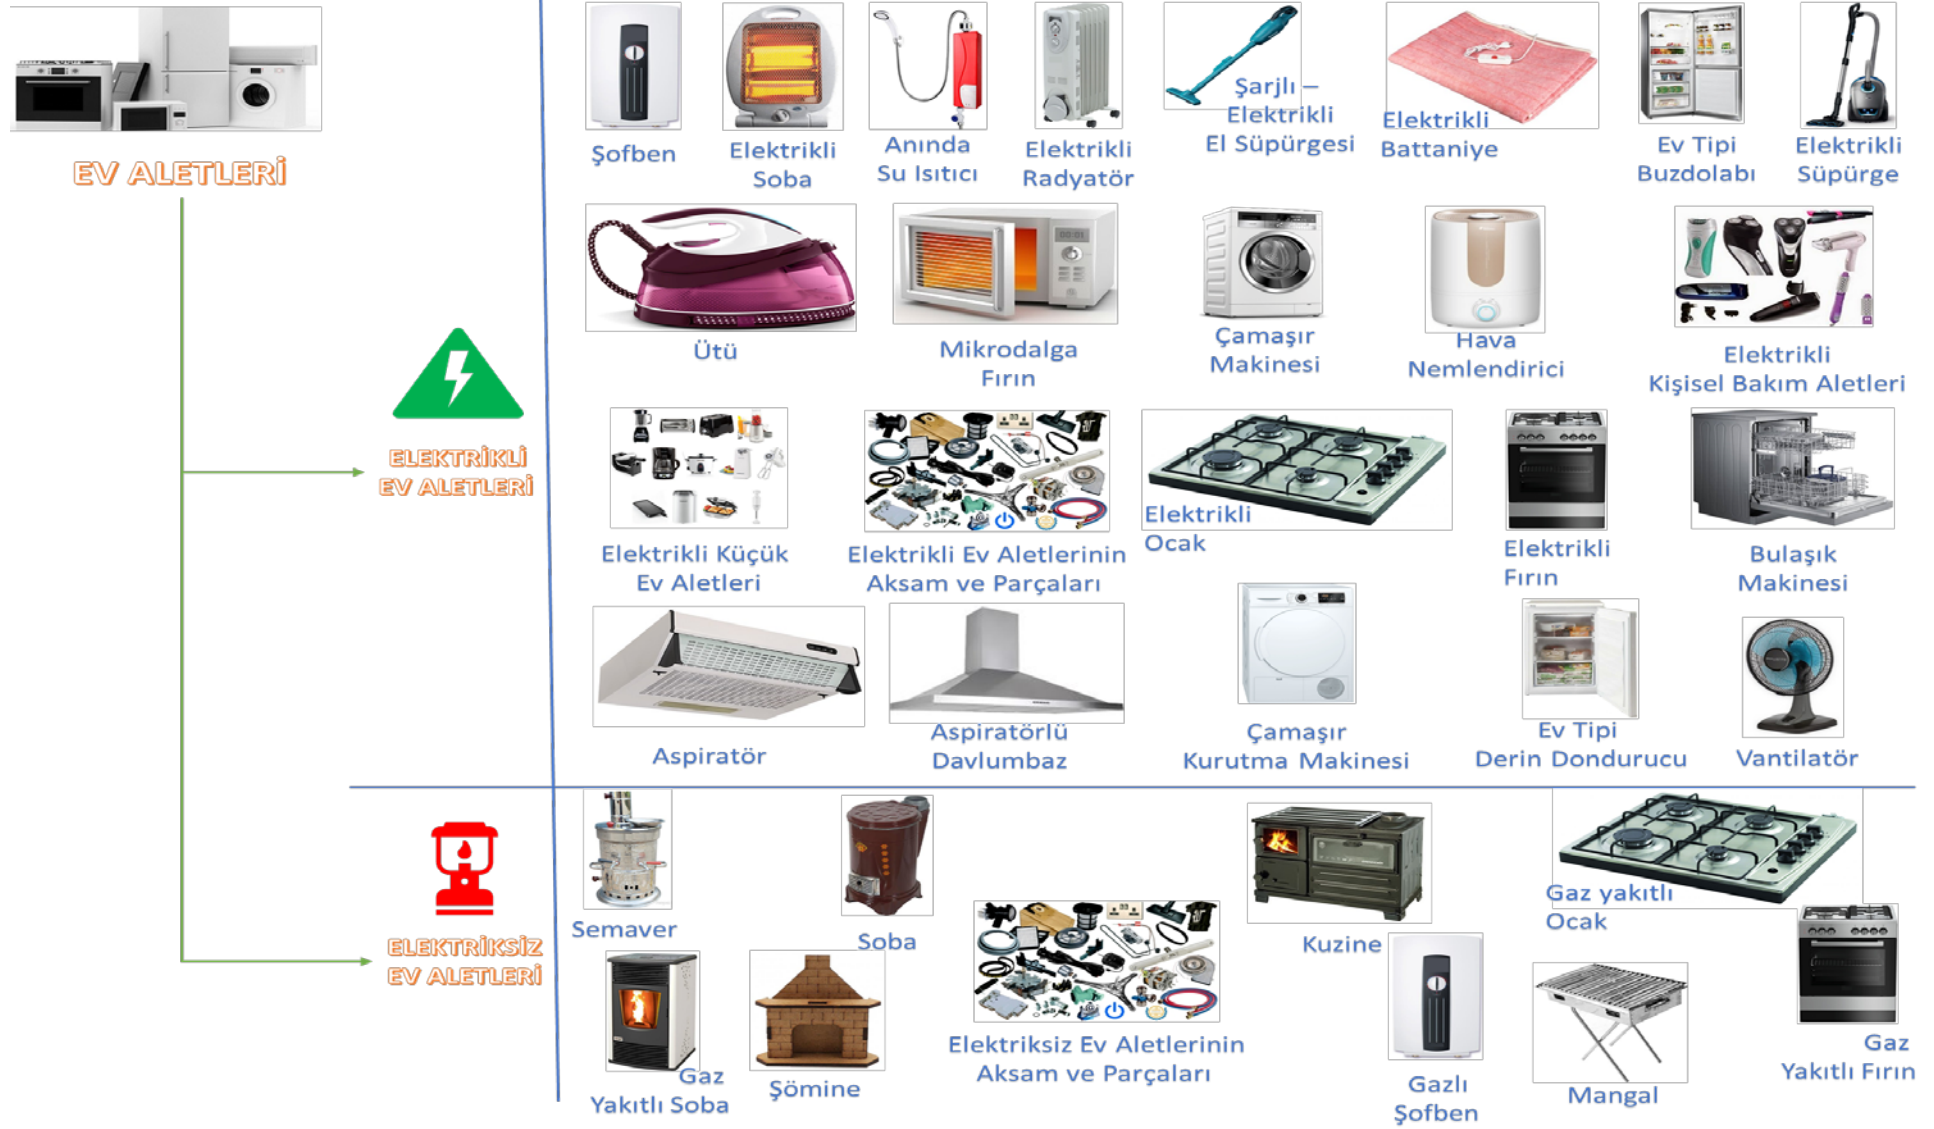 EV ALETLERİ
Şofben
Elektrikli
Soba
Anında
Su Isıtıcı
Elektrikli
Radyatör
Şarjlı –
Elektrikli
El Süpürgesi
Elektrikli
Battaniye
Ev Tipi
Buzdolabı
Elektrikli
Süpürge
Ütü
Mikrodalga
Fırın
Çamaşır
Makinesi
Hava
Nemlendirici
Elektrikli
Kişisel Bakım Aletleri
ELEKTRİKLİ
EV ALETLERİ
Elektrikli Küçük
Ev Aletleri
Elektrikli Ev Aletlerinin
Aksam ve Parçaları
Elektrikli
Ocak
Elektrikli
Fırın
Bulaşık
Makinesi
Aspiratör
Aspiratörlü
Davlumbaz
Çamaşır
Kurutma Makinesi
Ev Tipi
Derin Dondurucu
Vantilatör
ELEKTRİKSİZ
EV ALETLERİ
Semaver
Soba
Kuzine
Gaz yakıtlı
Ocak
Gaz
Yakıtlı Soba
Şömine
Elektriksiz Ev Aletlerinin
Aksam ve Parçaları
Gazlı
Şofben
Mangal
Gaz
Yakıtlı Fırın